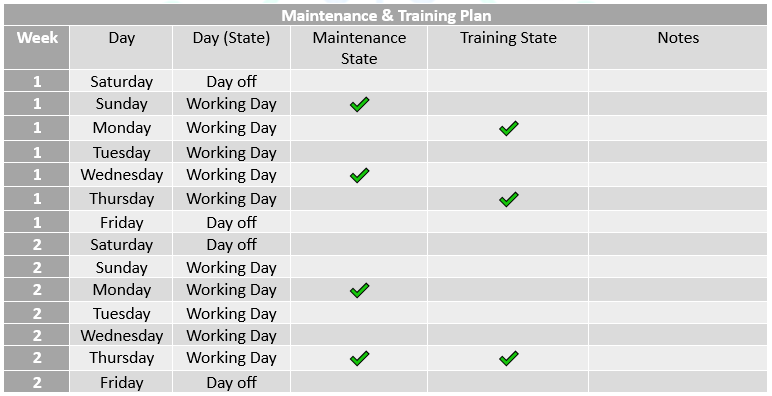 Maintenance & Training Plan
Week Day Day (State) Maintenance State Training State Notes
1 Saturday Day off
1 Sunday Working Day
1 Monday Working Day
1 Tuesday Working Day
1 Wednesday Working Day
1 Thursday Working Day
1 Friday Day off
2 Saturday Day off
2 Sunday Working Day
2 Monday Working Day
2 Tuesday Working Day
2 Wednesday Working Day
2 Thursday Working Day
2 Friday Day off